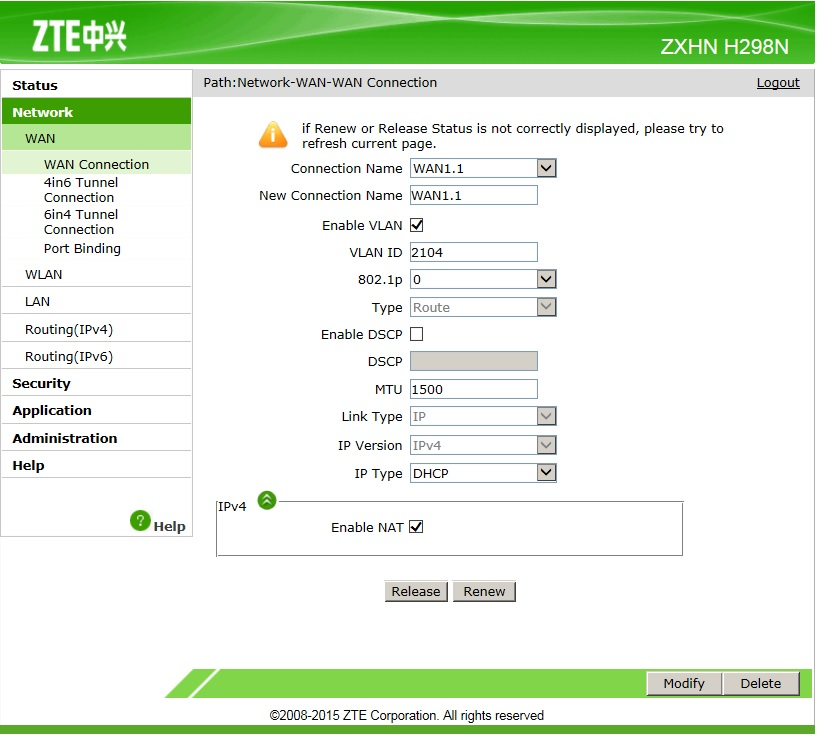 ZTE中兴
ZXHN H298N
Status
Path:Network-WAN-WAN Connection
Logout
Network
WAN
WAN Connection
4in6 Tunnel
Connection
6in4 Tunnel
Connection
Port Binding
WLAN
LAN
Routing(IPv4)
Routing(IPv6)
Security
Application
Administration
Help
? Help
if Renew or Release Status is not correctly displayed, please try to
refresh current page.
Connection Name WAN1.1
New Connection Name WAN1.1
Enable VLAN
VLAN ID 2104
802.1p 0
Type Route
Enable DSCP
DSCP
MTU 1500
Link Type IP
IP Version IPv4
IP Type DHCP
IPv4
Enable NAT
Release Renew
Modify Delete
©2008-2015 ZTE Corporation. All rights reserved